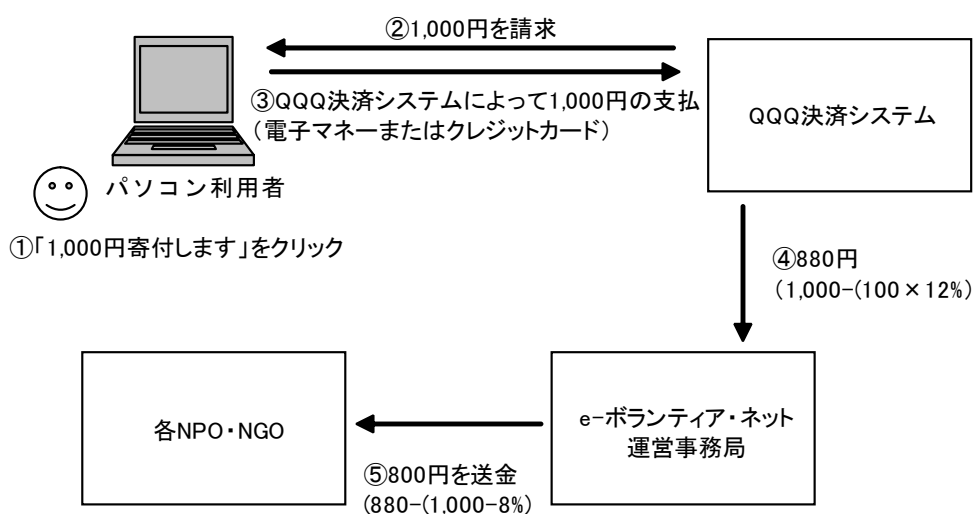 ②1,000円を請求
③QQQ決済システムによって1,000円の支払
（電子マネーまたはクレジットカード）
QQQ決済システム
パソコン利用者
①「1,000円寄付します」をクリック
④880円
(1,000-(100×12%)
各NPO・NGO
e-ボランティア・ネット
運営事務局
⑤800円を送金
(880-(1,000-8%)